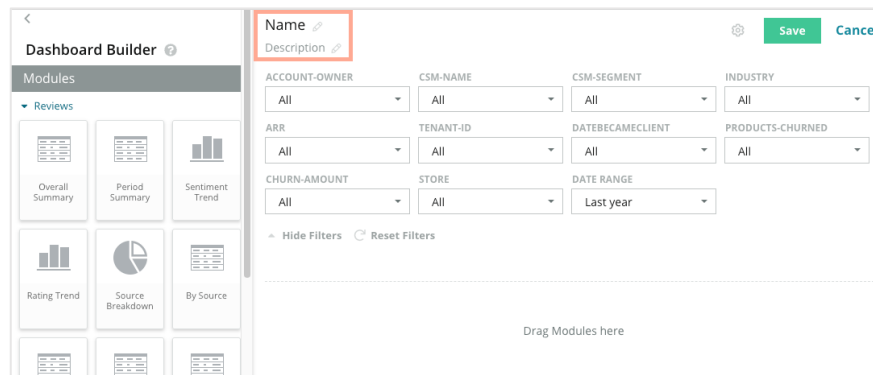 Dashboard Builder
Modules
Reviews
Overall Summary
Period Summary
Sentiment Trend
Rating Trend
Source Breakdown
By Source
Name
Description
Save
Cance
ACCOUNT-OWNER
CSM-NAME
CSM-SEGMENT
INDUSTRY
All
All
All
All
ARR
TENANT-ID
DATEBECAMECLIENT
PRODUCTS-CHURNED
All
All
All
All
CHURN-AMOUNT
STORE
DATE RANGE
All
All
Last year
Hide Filters
Reset Filters
Drag Modules here